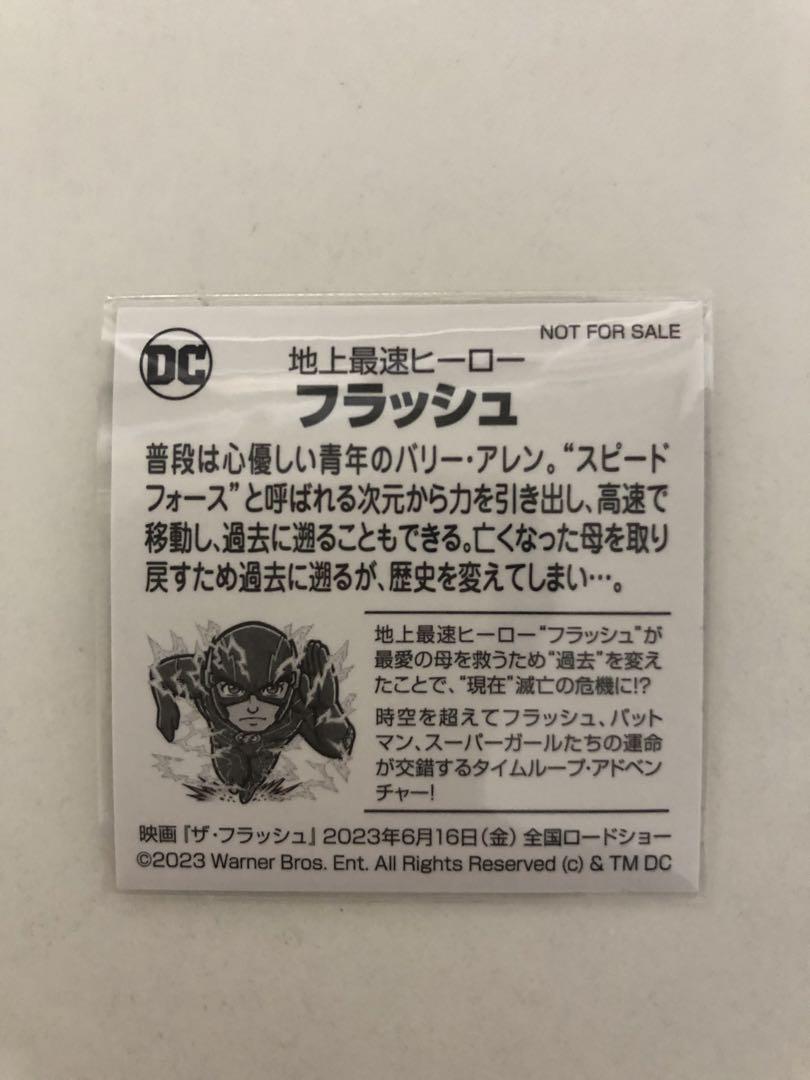 DC
NOT FOR SALE
地上最速ヒーロー
フラッシュ
普段は心優しい青年のバリー・アレン。“スピード
フォース”と呼ばれる次元から力を引き出し、高速で
移動し、過去に遡ることもできる。亡くなった母を取り
戻すため過去に遡るが、歴史を変えてしまい…。
地上最速ヒーロー“フラッシュ”が
最愛の母を救うため“過去”を変え
たことで、“現在”滅亡の危機に!?
時空を超えてフラッシュ、バット
マン、スーパーガールたちの運命
が交錯するタイムループ・アドベン
チャー!
映画『ザ・フラッシュ』2023年6月16日(金) 全国ロードショー
©2023 Warner Bros. Ent. All Rights Reserved (c) & TM DC